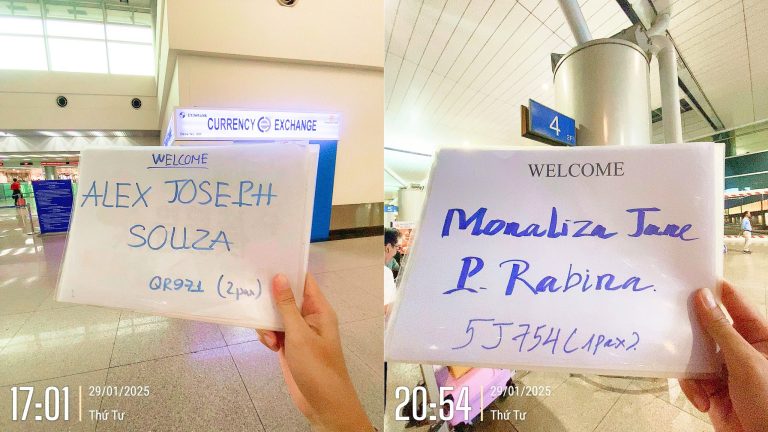 EXIMBANK
CURRENCY EXCHANGE
WELCOME
ALEX JOSEPH
SOUZA
QR971 (2pax)
17:01
29/01/2025
Thứ Tư
4
WELCOME
Monaliza Jane
P. Rabina.
5J754 (1pax).
20:54
29/01/2025
Thứ Tư